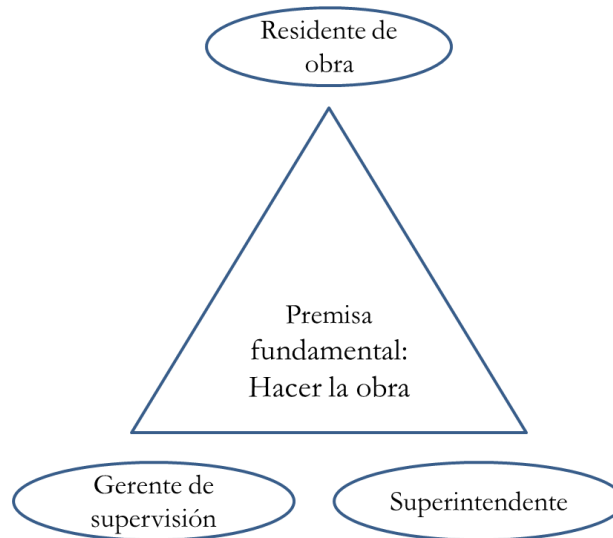 Residente de
obra
Premisa
fundamental:
Hacer la obra
Gerente de
supervisión
Superintendente